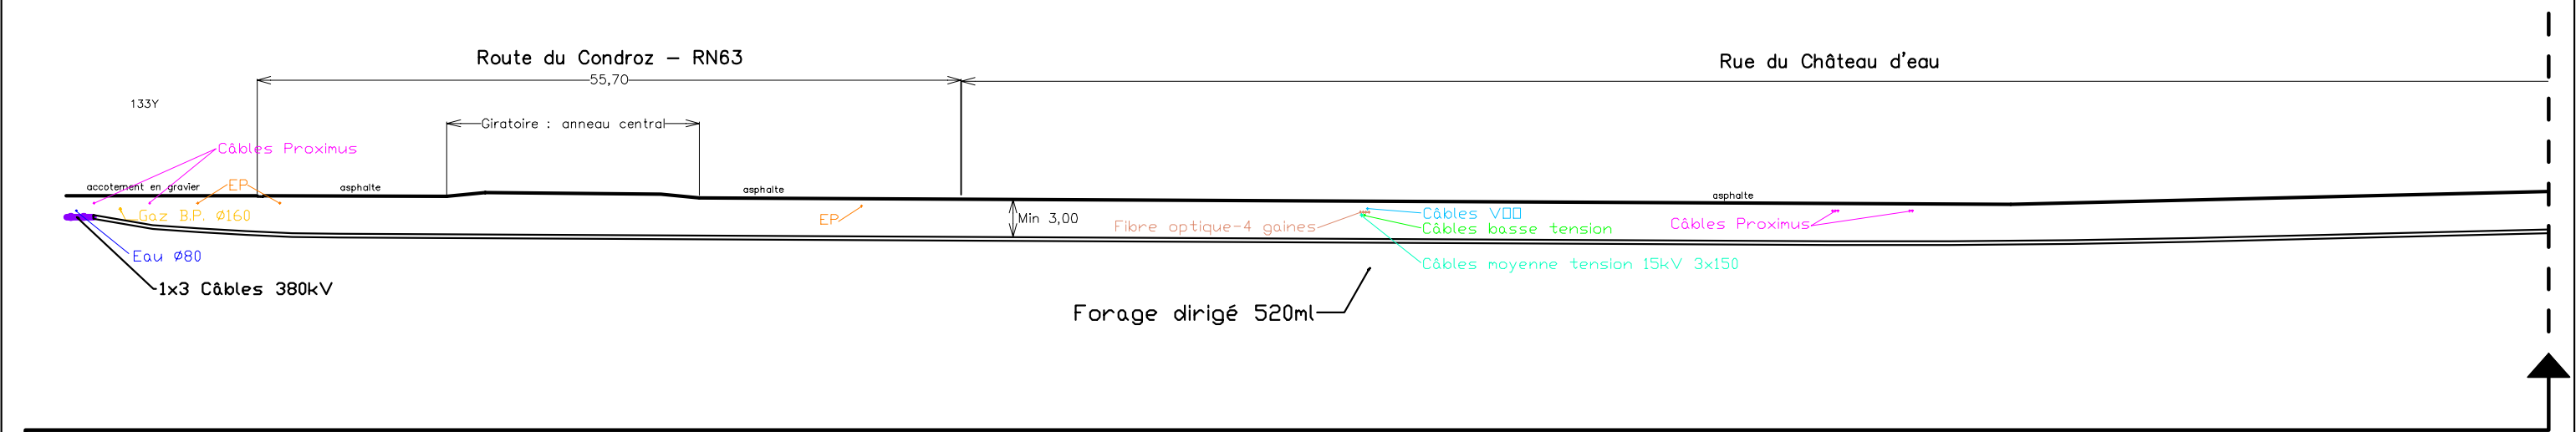 Route du Condroz - RN63
Rue du Château d'eau
55,70
133Y
Giratoire : anneau central
Câbles Proximus
accotement en gravier
EP
asphalte
asphalte
asphalte
Gaz B.P. Ø160
EP
Min 3,00
Fibre optique-4 gaines
Câbles V□□
Câbles basse tension
Câbles Proximus
Eau Ø80
Câbles moyenne tension 15kV 3x150
1x3 Câbles 380kV
Forage dirigé 520ml